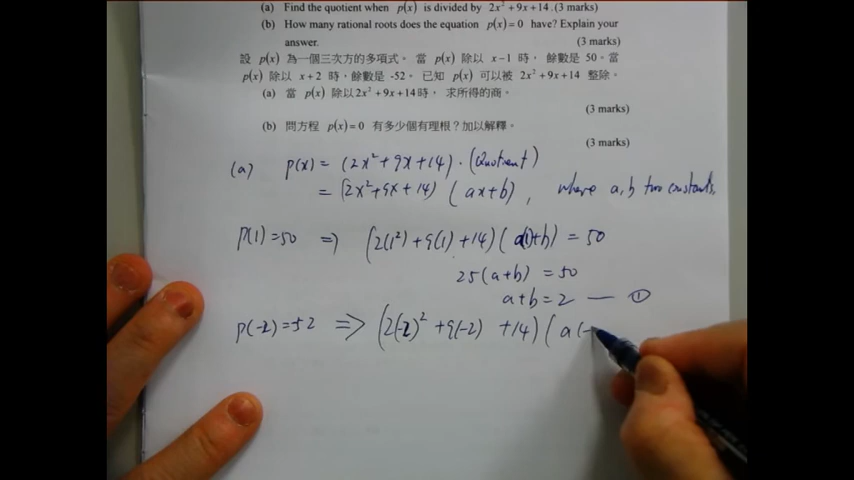 (a) Find the quotient when p(x) is divided by 2x² + 9x + 14. (3 marks)
(b) How many rational roots does the equation p(x) = 0 have? Explain your
answer. (3 marks)
設 p(x) 為一個三次方的多項式。當 p(x) 除以 x − 1 時，餘數是 50。當
p(x) 除以 x + 2 時，餘數是 -52。已知 p(x) 可以被 2x² + 9x + 14 整除。
(a) 當 p(x) 除以 2x² + 9x + 14 時，求所得的商。
(3 marks)
(b) 問方程 p(x) = 0 有多少個有理根？加以解釋。
(3 marks)
(a) p(x) = (2x² + 9x + 14) · (Quotient)
= (2x² + 9x + 14) (ax + b), where a, b two constants.
p(1) = 50 ⇒ (2(1²) + 9(1) + 14) (a(1) + b) = 50
25(a + b) = 50
a + b = 2 — ①
p(-2) = -52 ⇒ (2(-2)² + 9(-2) + 14) (a(-